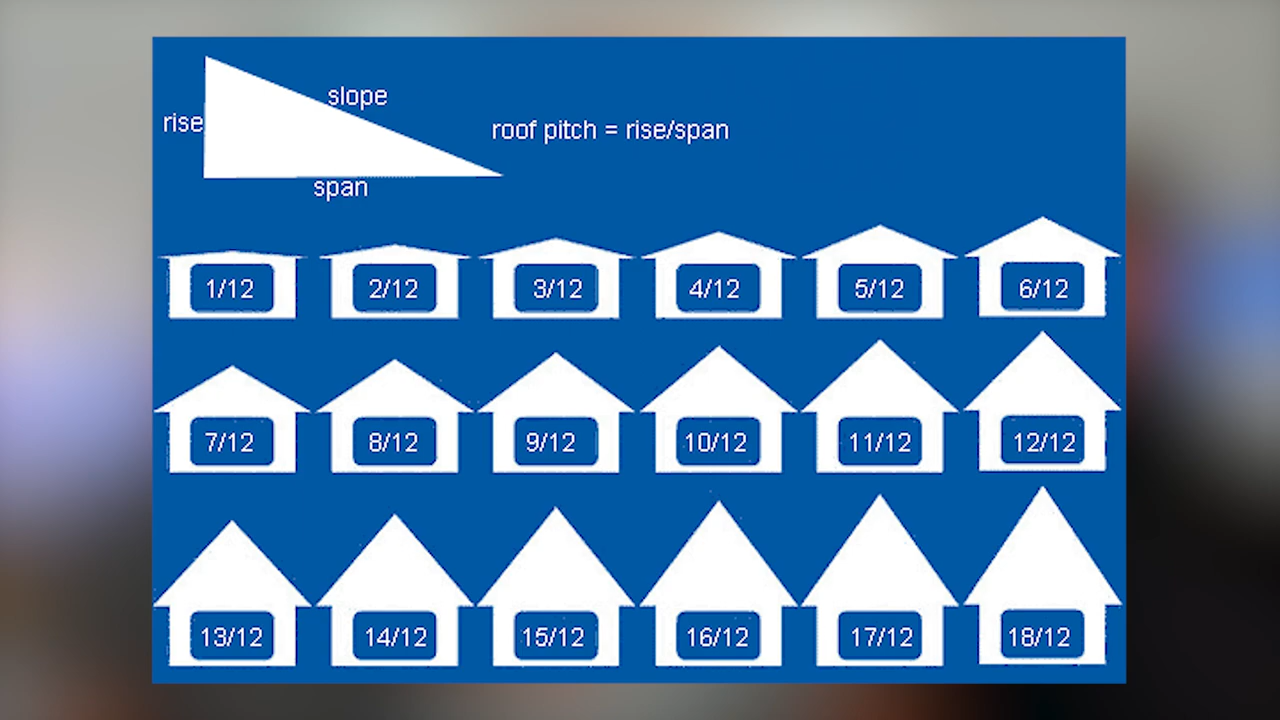 slope
rise
roof pitch = rise/span
span
1/12 2/12 3/12 4/12 5/12 6/12
7/12 8/12 9/12 10/12 11/12 12/12
13/12 14/12 15/12 16/12 17/12 18/12